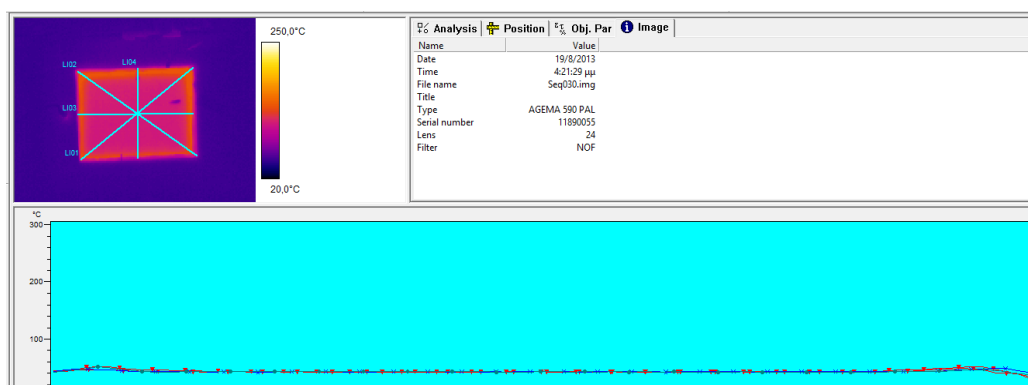 250,0°C
LI02
LI04
LI03
LI01
20,0°C
Analysis Position Obj. Par Image
Name Value
Date 19/8/2013
Time 4:21:29 μμ
File name Seq030.img
Title
Type AGEMA 590 PAL
Serial number 11890055
Lens 24
Filter NOF
°C
300
200
100